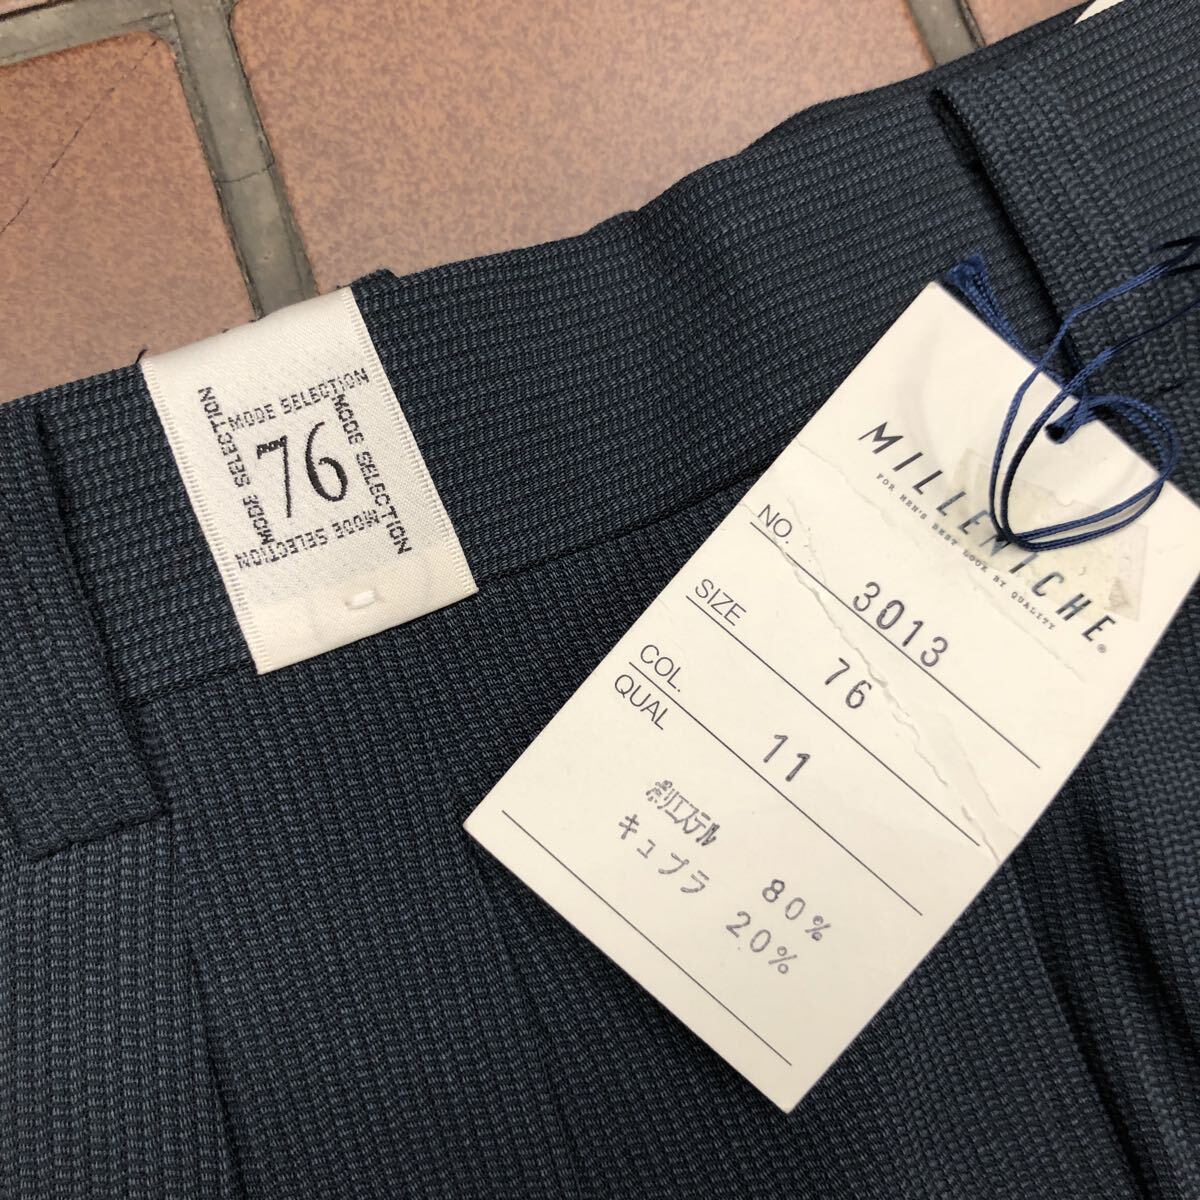 MODE SELECTION
MODE SELECTION
76
MODE SELECTION
MODE SELECTION
MILLENICHE®
FOR MEN'S BEST LOOK BY QUALITY
NO. 3013
SIZE 76
COL. 11
QUAL
ポリエステル 80%
キュプラ 20%